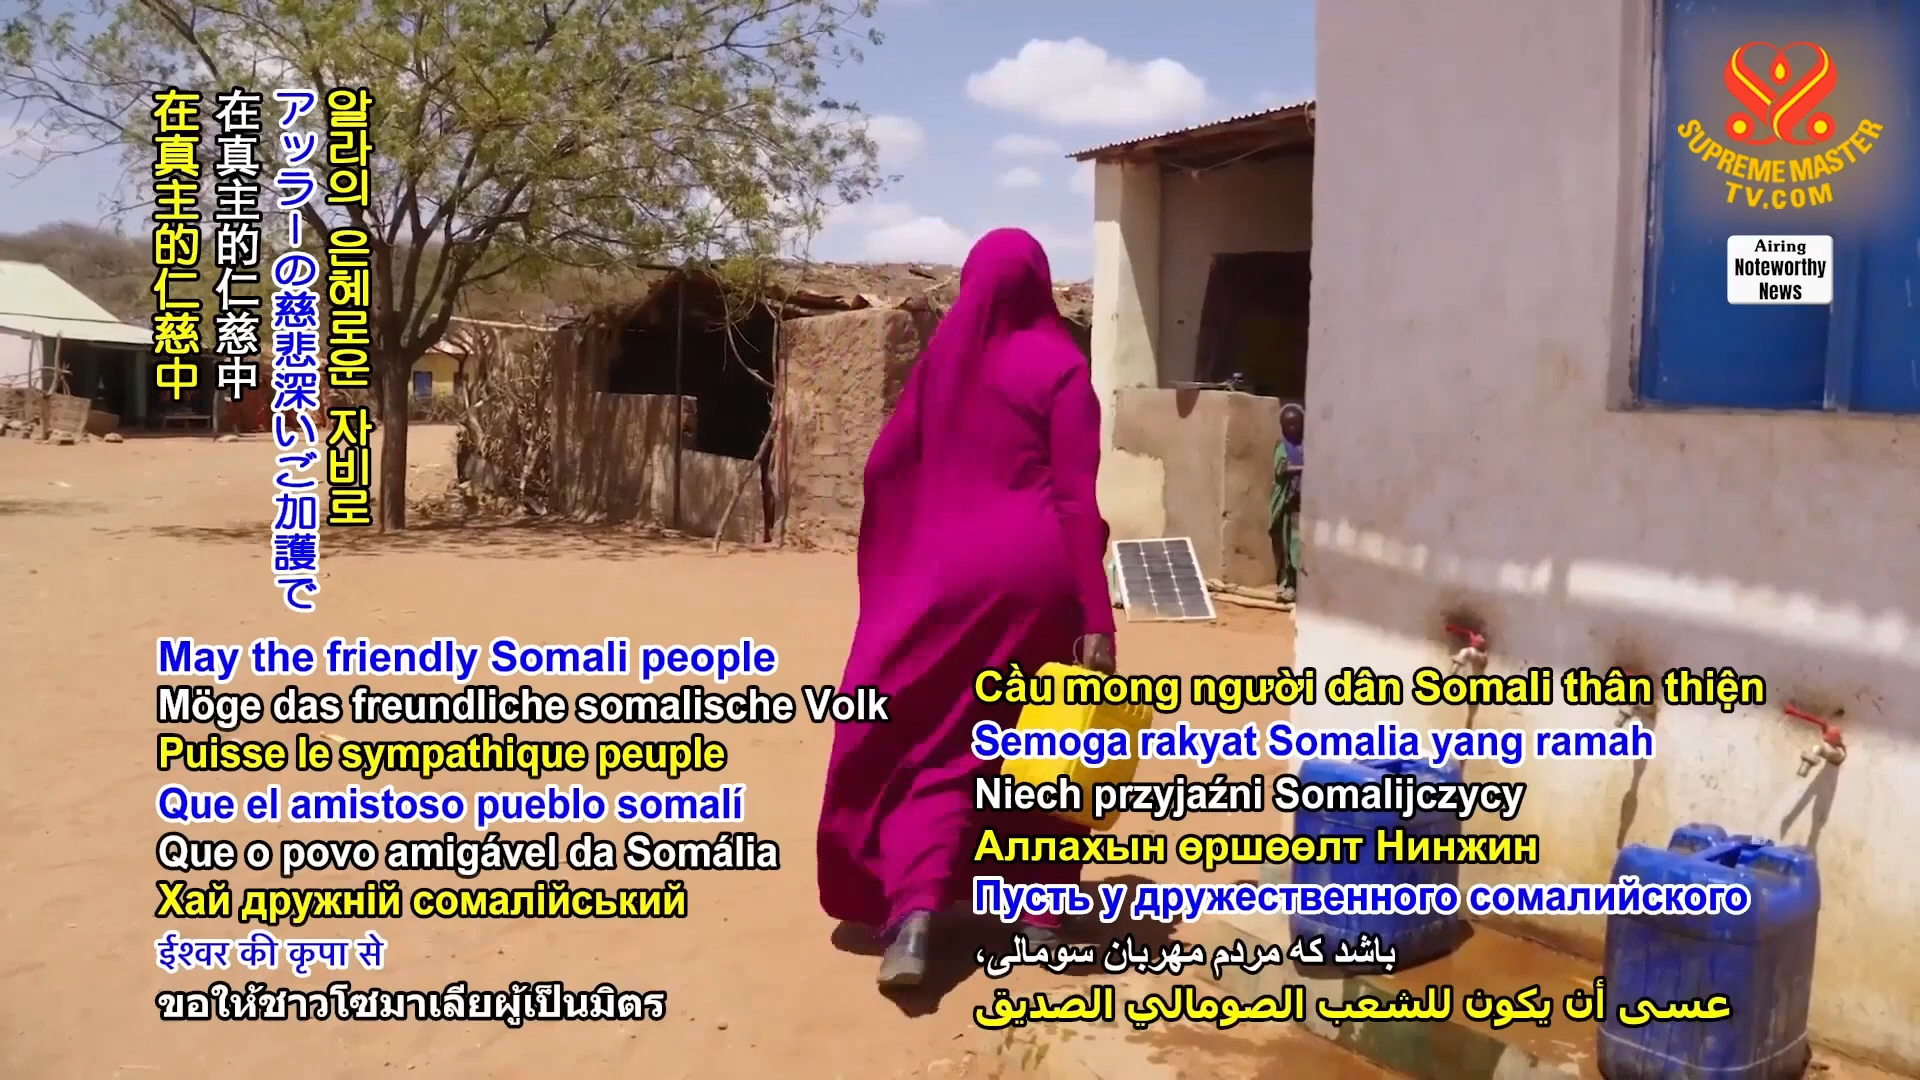 在真主的仁慈中
在真主的仁慈中
アッラーの慈悲深いご加護で
알라의 은혜로운 자비로
May the friendly Somali people
Möge das freundliche somalische Volk
Puisse le sympathique peuple
Que el amistoso pueblo somalí
Que o povo amigável da Somália
Хай дружній сомалійський
ईश्वर की कृपा से
ขอให้ชาวโซมาเลียผู้เป็นมิตร
Cầu mong người dân Somali thân thiện
Semoga rakyat Somalia yang ramah
Niech przyjaźni Somalijczycy
Аллахын өршөөлт Нинжин
Пусть у дружественного сомалийского
باشد که مردم مهربان سومالی،
عسى أن يكون للشعب الصومالي الصديق
SUPREME MASTER
TV.COM
Airing
Noteworthy
News